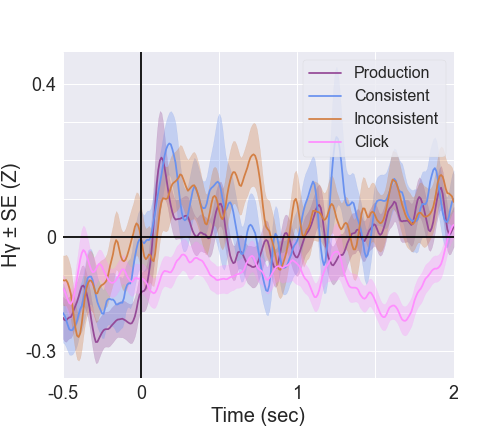 Production
Consistent
Inconsistent
Click
0.4
0
-0.3
Hγ ± SE (Z)
-0.5
0
1
2
Time (sec)